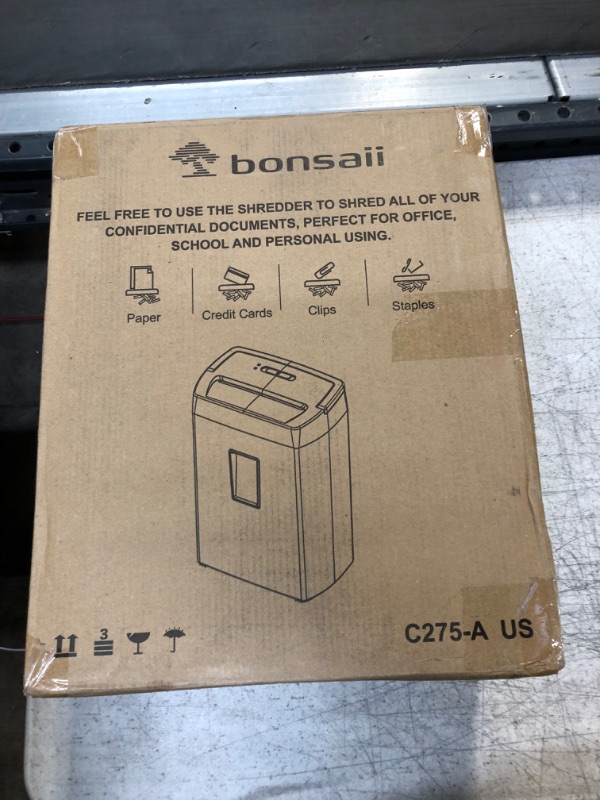 bonsaii
FEEL FREE TO USE THE SHREDDER TO SHRED ALL OF YOUR
CONFIDENTIAL DOCUMENTS, PERFECT FOR OFFICE,
SCHOOL AND PERSONAL USING.
Paper Credit Cards Clips Staples
3
C275-A US